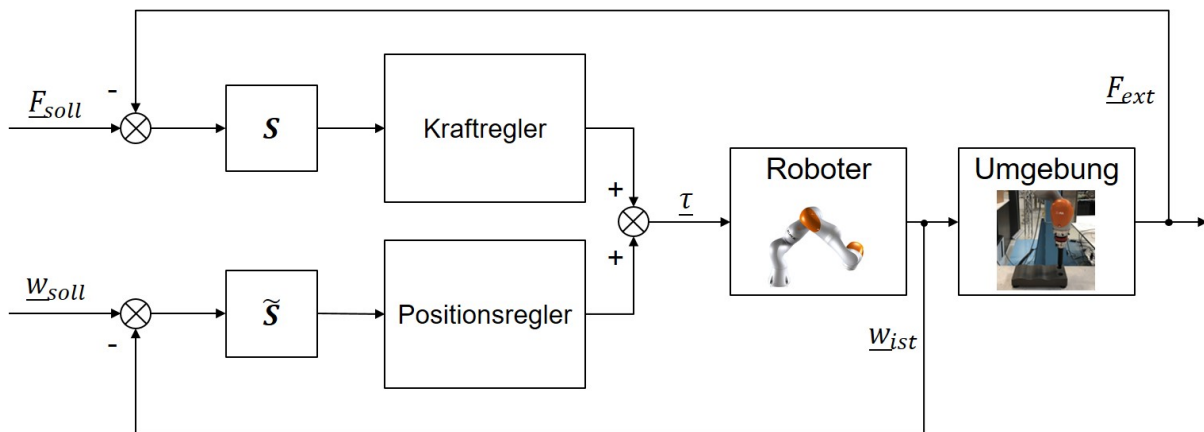 -
F_soll
S
Kraftregler
+
τ
Roboter
Umgebung
F_ext
+
w_soll
-
S̃
Positionsregler
w_ist